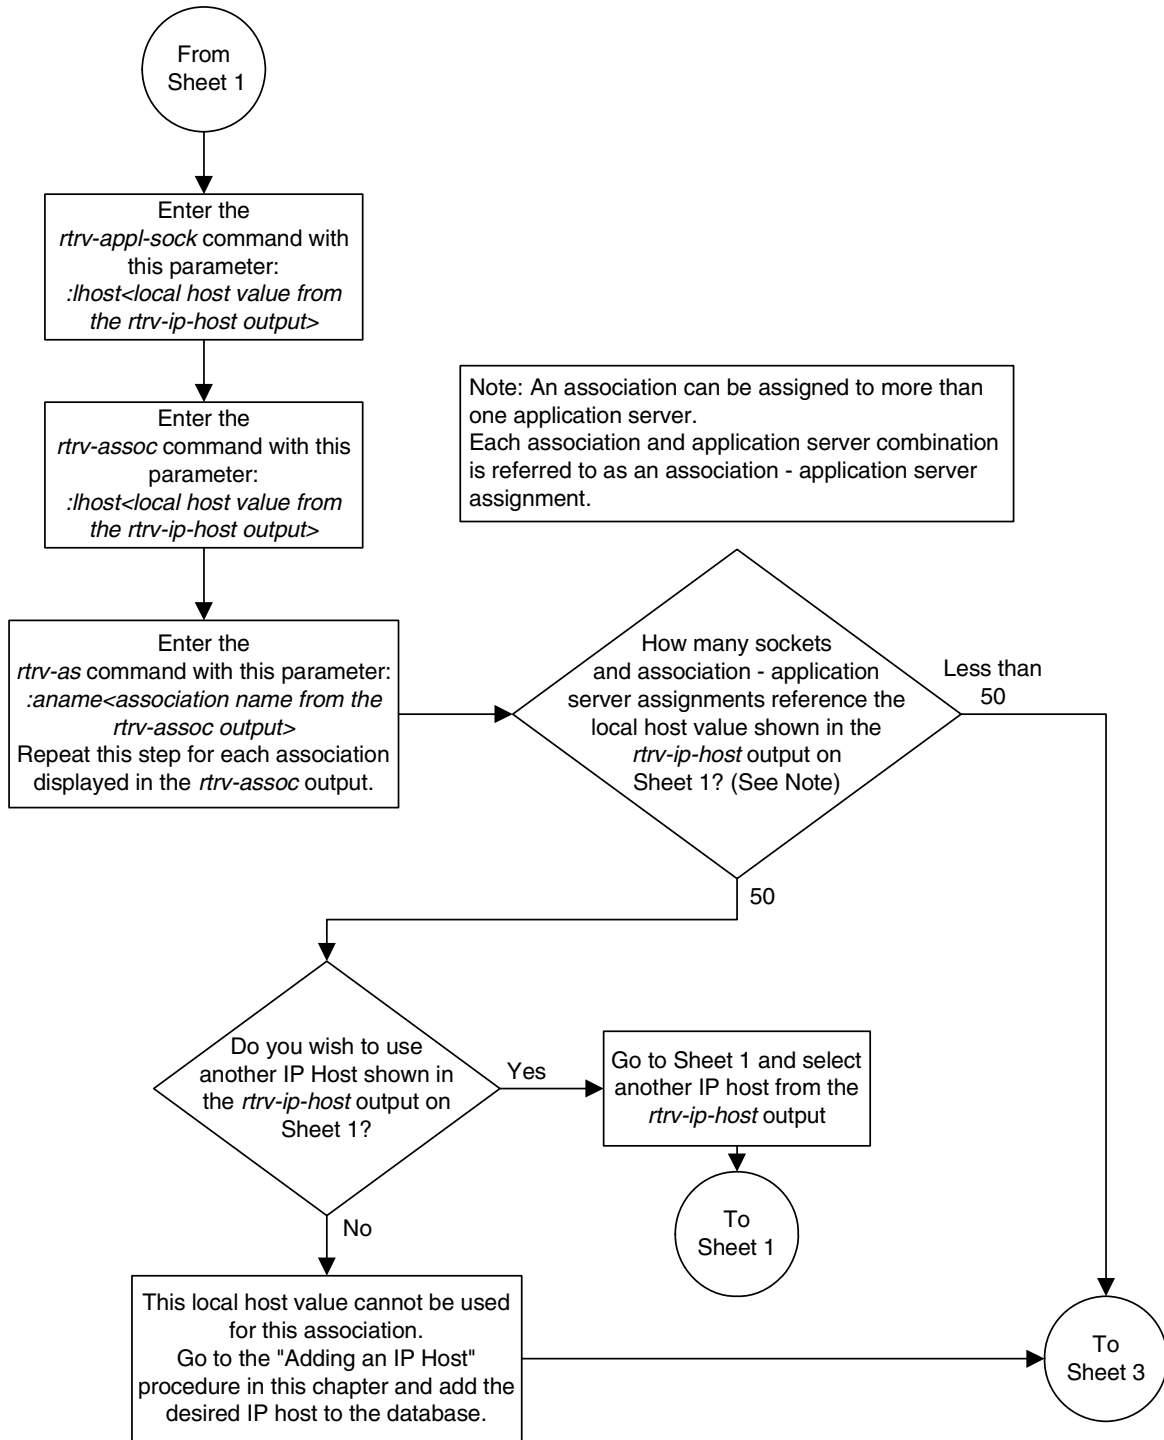 From
Sheet 1
Enter the
rtrv-appl-sock command with
this parameter:
:lhost<local host value from
the rtrv-ip-host output>
Enter the
rtrv-assoc command with this
parameter:
:lhost<local host value from
the rtrv-ip-host output>
Note: An association can be assigned to more than
one application server.
Each association and application server combination
is referred to as an association - application server
assignment.
Enter the
rtrv-as command with this parameter:
:aname<association name from the
rtrv-assoc output>
Repeat this step for each association
displayed in the rtrv-assoc output.
How many sockets
and association - application
server assignments reference the
local host value shown in the
rtrv-ip-host output on
Sheet 1? (See Note)
Less than
50
50
Do you wish to use
another IP Host shown in
the rtrv-ip-host output on
Sheet 1?
Yes
Go to Sheet 1 and select
another IP host from the
rtrv-ip-host output
To
Sheet 1
No
This local host value cannot be used
for this association.
Go to the "Adding an IP Host"
procedure in this chapter and add the
desired IP host to the database.
To
Sheet 3